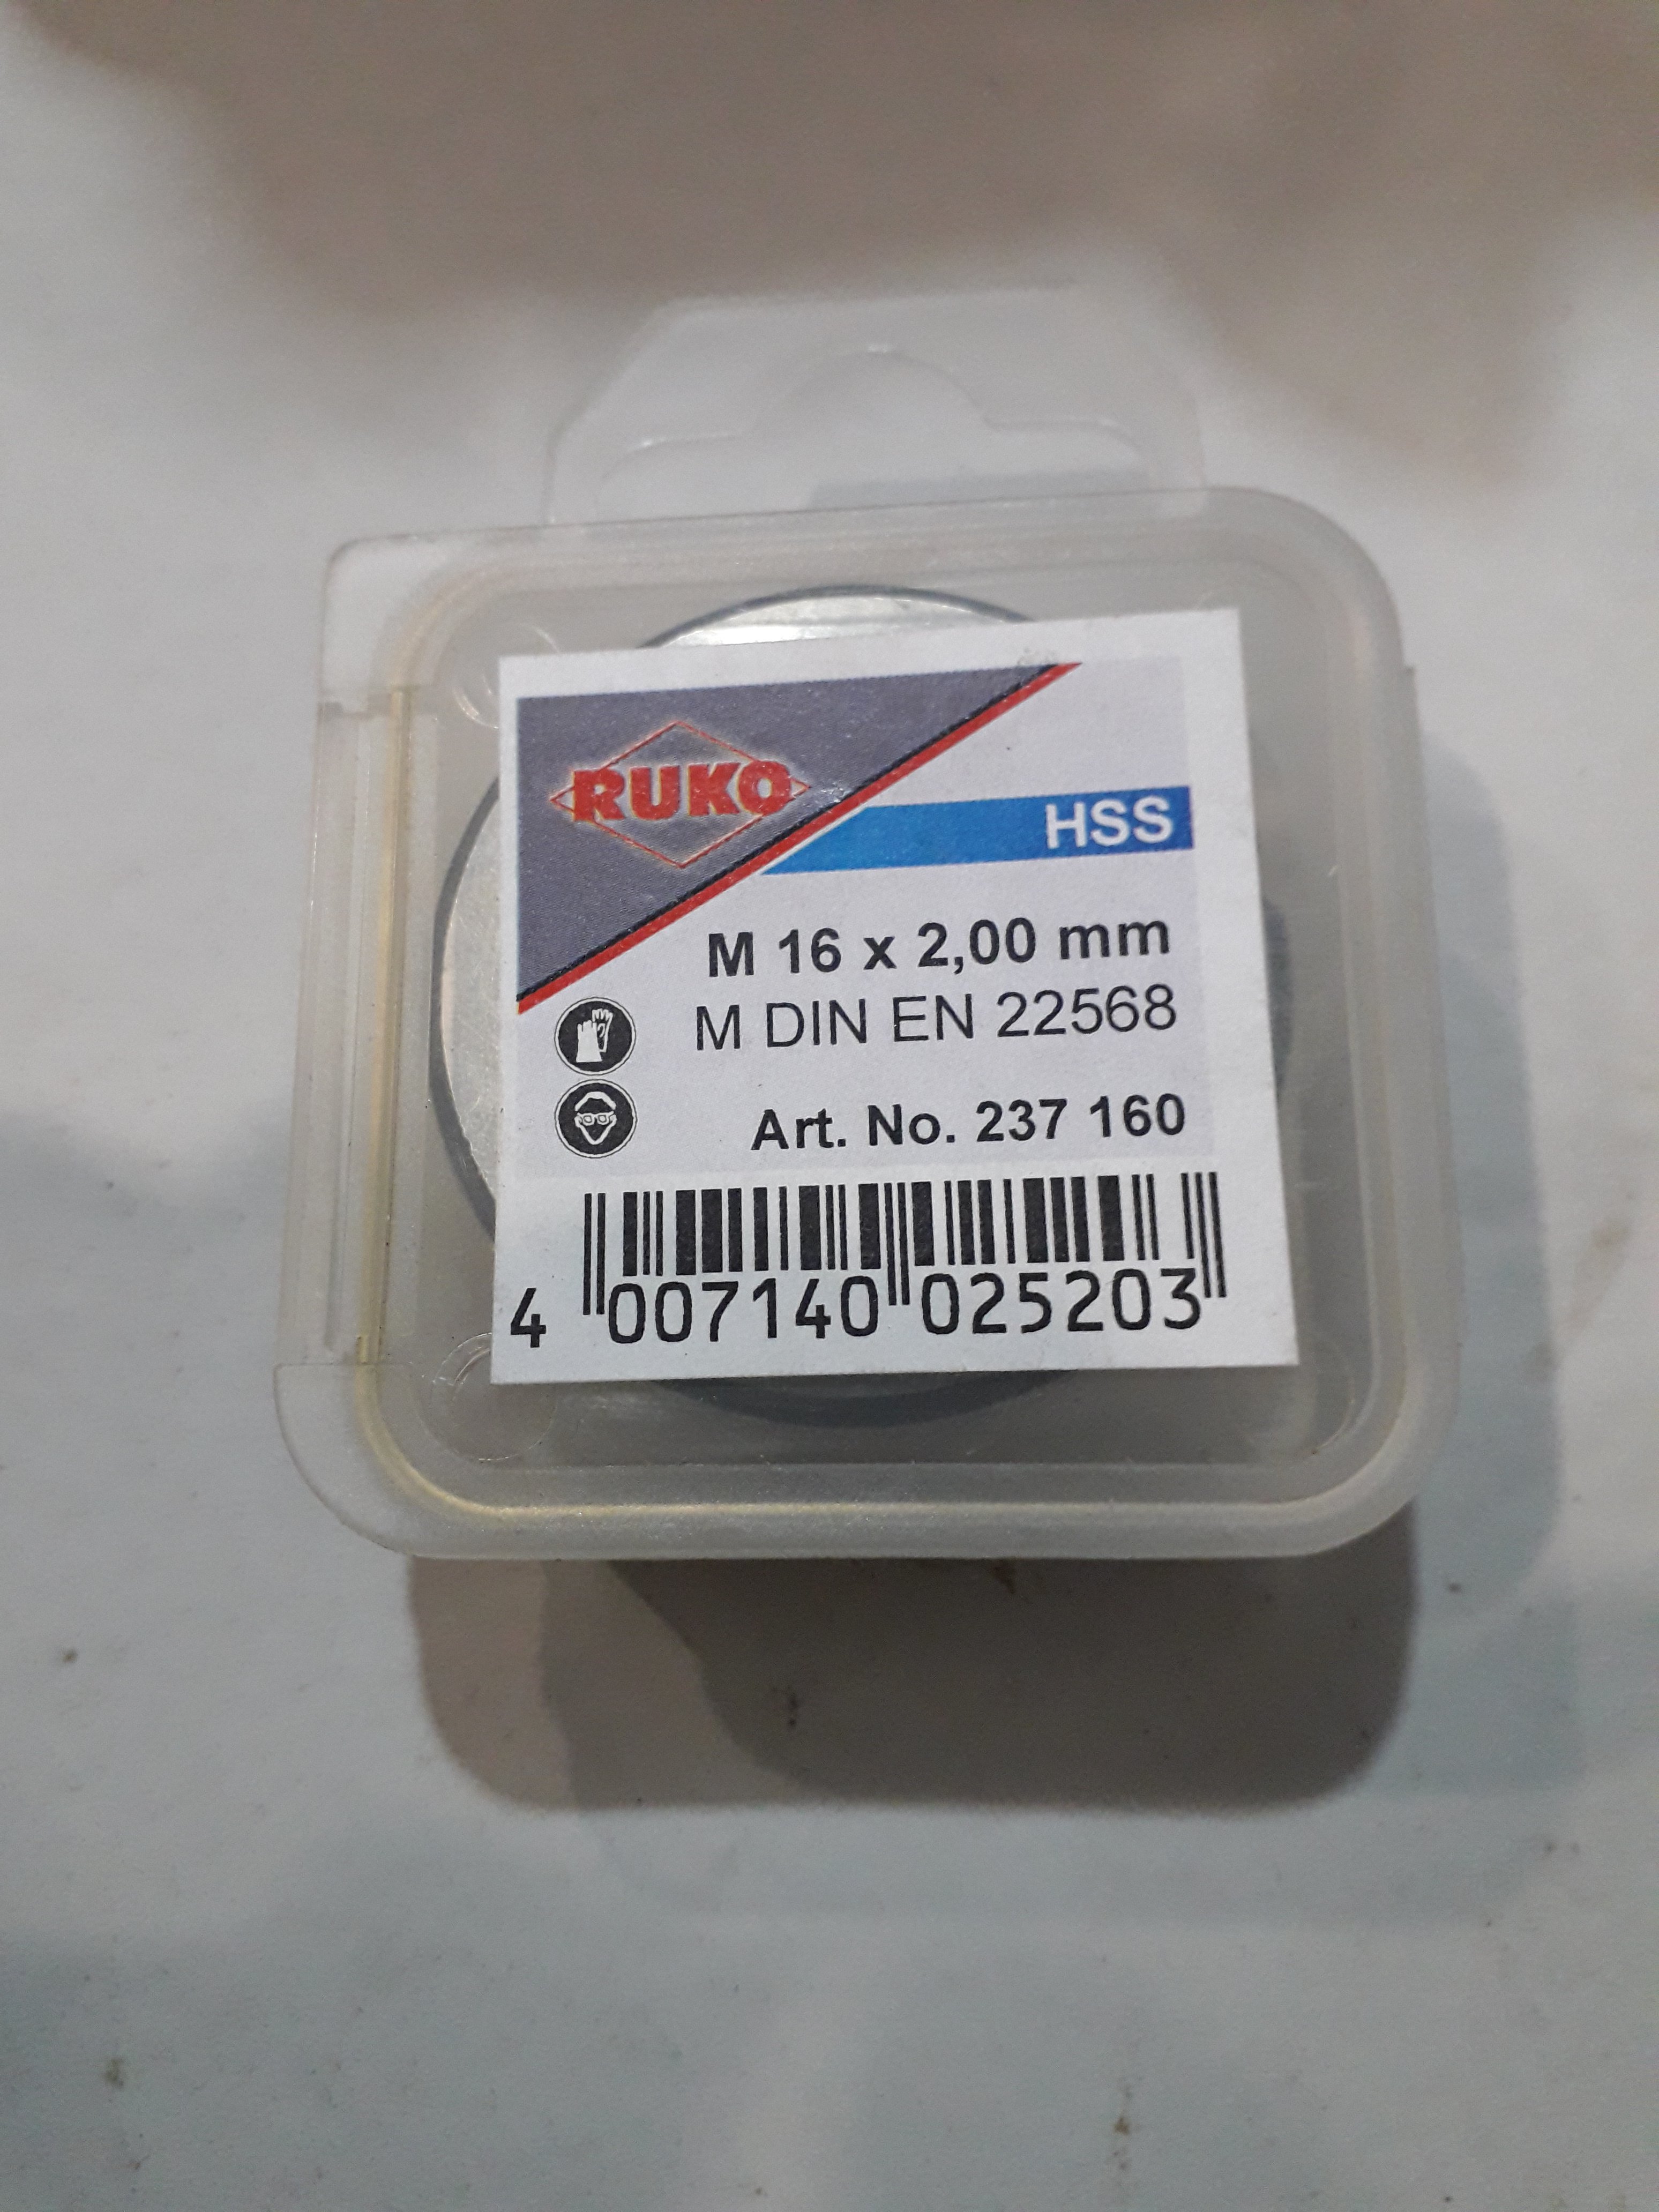 RUKO
HSS
M 16 x 2,00 mm
M DIN EN 22568
Art. No. 237 160
4 007140 025203